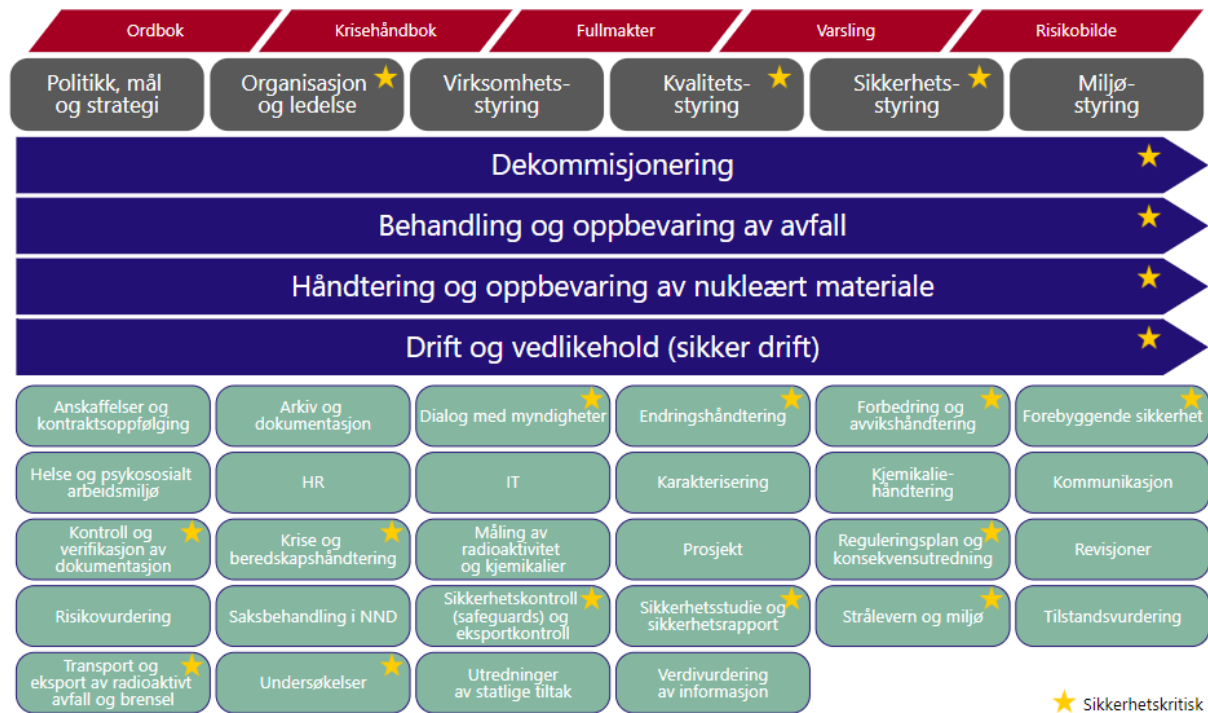 Ordbok
Krisehåndbok
Fullmakter
Varsling
Risikobilde
Politikk, mål
og strategi
Organisasjon
og ledelse
Virksomhets-
styring
Kvalitets-
styring
Sikkerhets-
styring
Miljø-
styring
Dekommisjonering
Behandling og oppbevaring av avfall
Håndtering og oppbevaring av nukleært materiale
Drift og vedlikehold (sikker drift)
Anskaffelser og
kontraktsoppfølging
Arkiv og
dokumentasjon
Dialog med myndigheter
Endringshåndtering
Forbedring og
avvikshåndtering
Forebyggende sikkerhet
Helse og psykososialt
arbeidsmiljø
HR
IT
Karakterisering
Kjemikalie-
håndtering
Kommunikasjon
Kontroll og
verifikasjon av
dokumentasjon
Krise og
beredskapshåndtering
Måling av
radioaktivitet
og kjemikalier
Prosjekt
Reguleringsplan og
konsekvensutredning
Revisjoner
Risikovurdering
Saksbehandling i NND
Sikkerhetskontroll
(safeguards) og
eksportkontroll
Sikkerhetsstudie og
sikkerhetsrapport
Strålevern og miljø
Tilstandsvurdering
Transport og
eksport av radioaktivt
avfall og brensel
Undersøkelser
Utredninger
av statlige tiltak
Verdivurdering
av informasjon
Sikkerhetskritisk